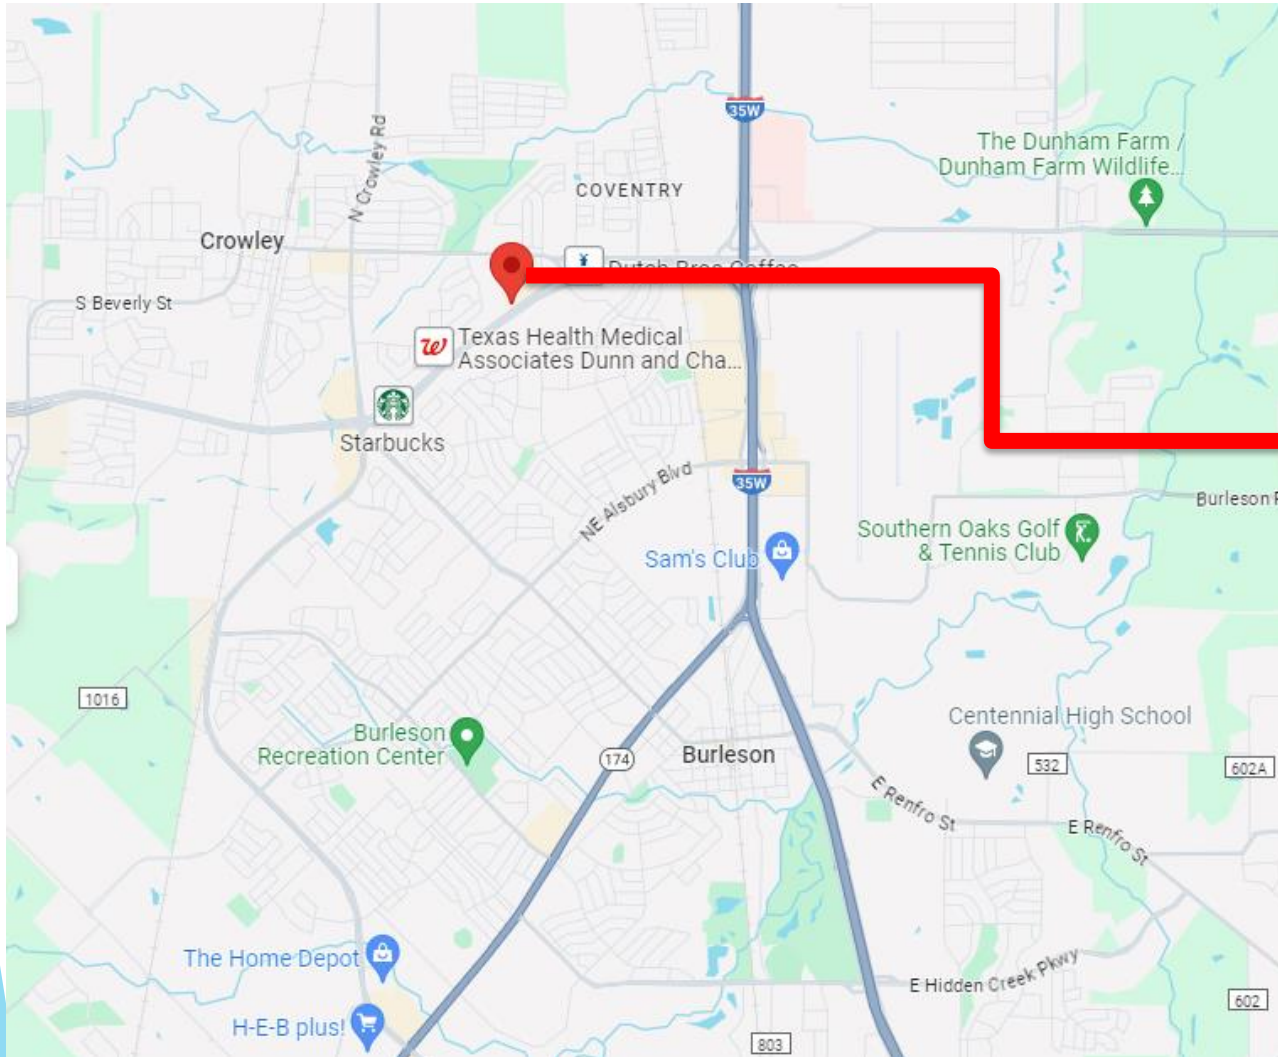 35W
The Dunham Farm /
Dunham Farm Wildlife...
N Crowley Rd
COVENTRY
Crowley
Dutch Bros Coffee
S Beverly St
Texas Health Medical
Associates Dunn and Cha...
Starbucks
NE Alsbury Blvd
35W
Burleson
Southern Oaks Golf
& Tennis Club
Sam's Club
1016
Centennial High School
Burleson
Recreation Center
174
Burleson
532
602A
E Renfro St
E Renfro St
The Home Depot
E Hidden Creek Pkwy
602
H-E-B plus!
803